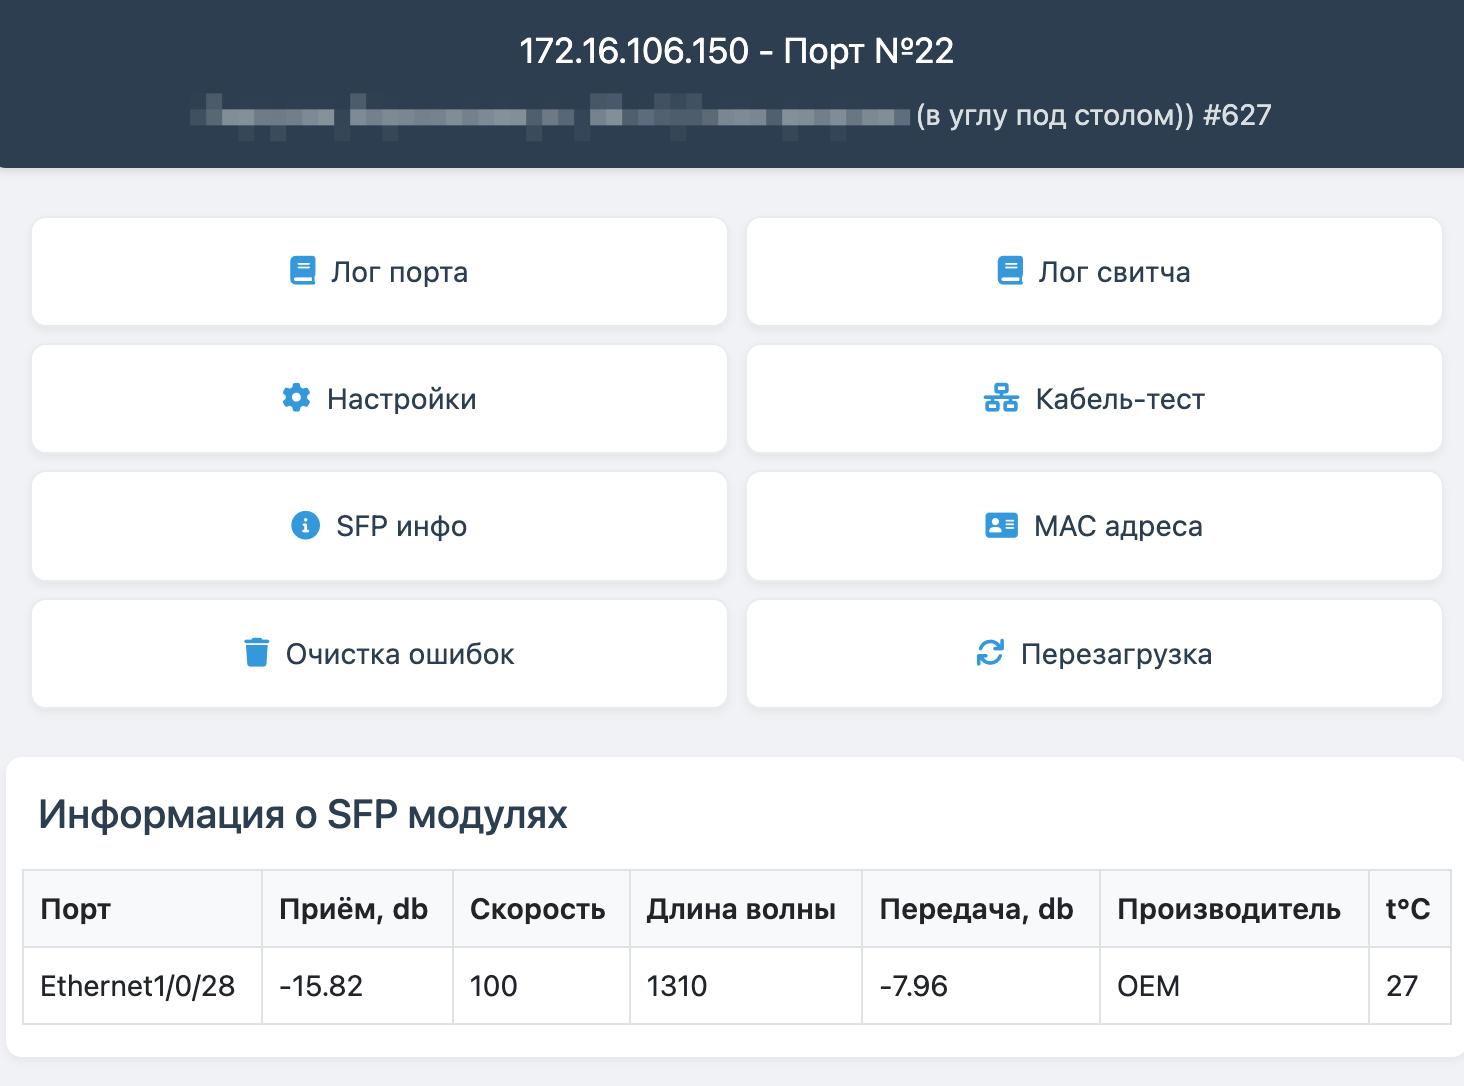 172.16.106.150 - Порт №22
(в углу под столом)) #627
Лог порта
Лог свитча
Настройки
Кабель-тест
SFP инфо
MAC адреса
Очистка ошибок
Перезагрузка
Информация о SFP модулях
Порт Приём, db Скорость Длина волны Передача, db Производитель t°C
Ethernet1/0/28 -15.82 100 1310 -7.96 OEM 27